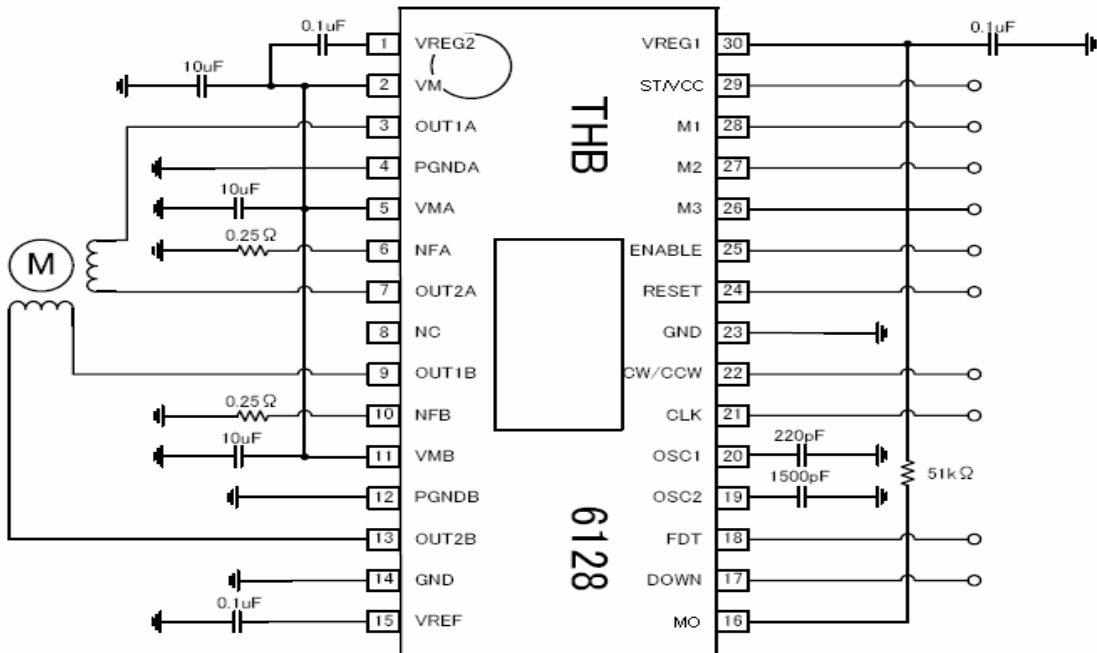 0.1uF
1 VREG2
10uF
2 VM
3 OUT1A
4 PGNDA
10uF
5 VMA
0.25Ω
6 NFA
M
7 OUT2A
8 NC
9 OUT1B
0.25Ω
10 NFB
10uF
11 VMB
12 PGNDB
13 OUT2B
14 GND
0.1uF
15 VREF
THB
6128
VREG1 30
0.1uF
ST/VCC 29
M1 28
M2 27
M3 26
ENABLE 25
RESET 24
GND 23
CW/CCW 22
CLK 21
220pF
OSC1 20
51kΩ
1500pF
OSC2 19
FDT 18
DOWN 17
MO 16